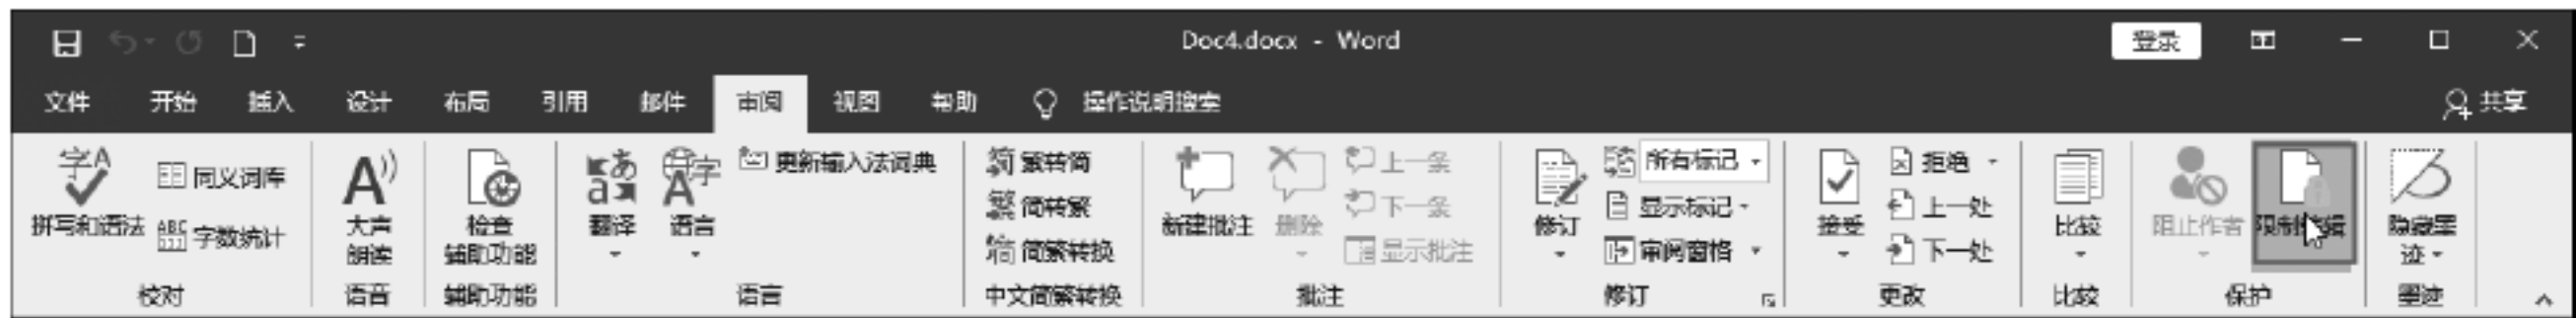 Doc4.docx - Word
登录
文件 开始 插入 设计 布局 引用 邮件 审阅 视图 帮助 操作说明搜索 共享
字A
拼写和语法
同义词库
ABC
字数统计
校对
A
大声
朗读
语音
检查
辅助功能
辅助功能
あ
a
翻译
字
A
语言
更新输入法词典
语言
简 繁转简
繁 简转繁
简 简繁转换
中文简繁转换
新建批注
删除
上一条
下一条
显示批注
批注
修订
所有标记
显示标记
审阅窗格
修订
接受
拒绝
上一处
下一处
更改
比较
比较
阻止作者
限制编辑
保护
隐藏墨
迹
墨迹